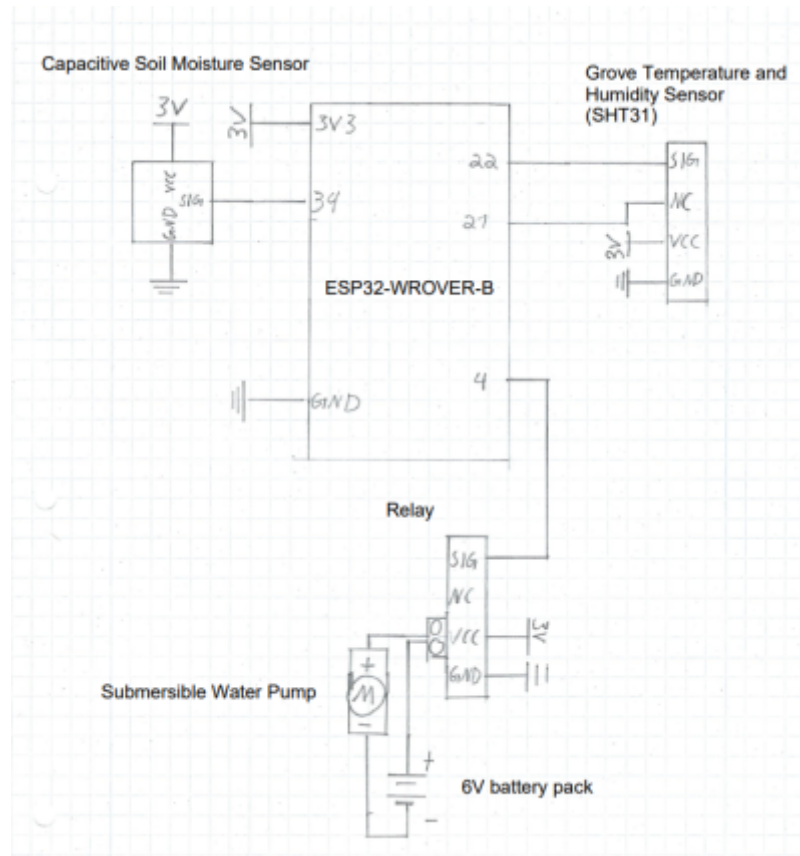 Capacitive Soil Moisture Sensor
Grove Temperature and
Humidity Sensor
(SHT31)
3V
3V
3V3
VCC
SIG
GND
34
22
21
SIG
NC
3V
VCC
GND
ESP32-WROVER-B
4
GND
Relay
SIG
NC
VCC
3V
GND
Submersible Water Pump
+
M
-
+
-
6V battery pack